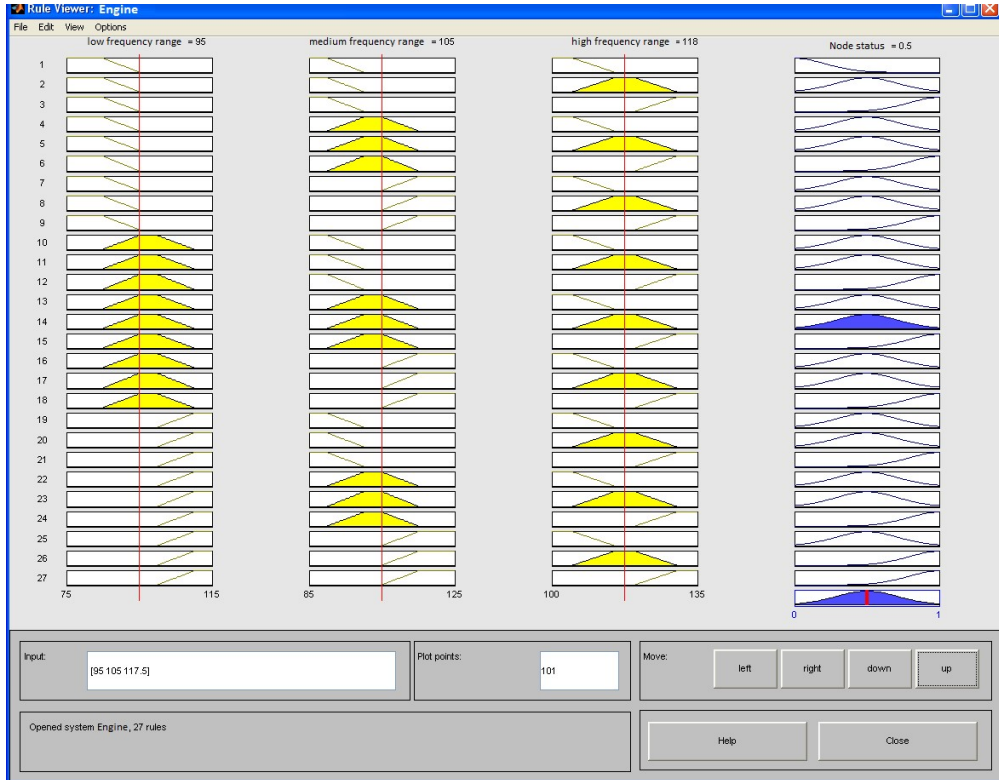 Rule Viewer: Engine
File Edit View Options
low frequency range = 95
medium frequency range = 105
high frequency range = 118
Node status = 0.5
1
2
3
4
5
6
7
8
9
10
11
12
13
14
15
16
17
18
19
20
21
22
23
24
25
26
27
75 115 85 125 100 135
0 1
Input: [95 105 117.5] Plot points: 101 Move: left right down up
Opened system Engine, 27 rules
Help Close